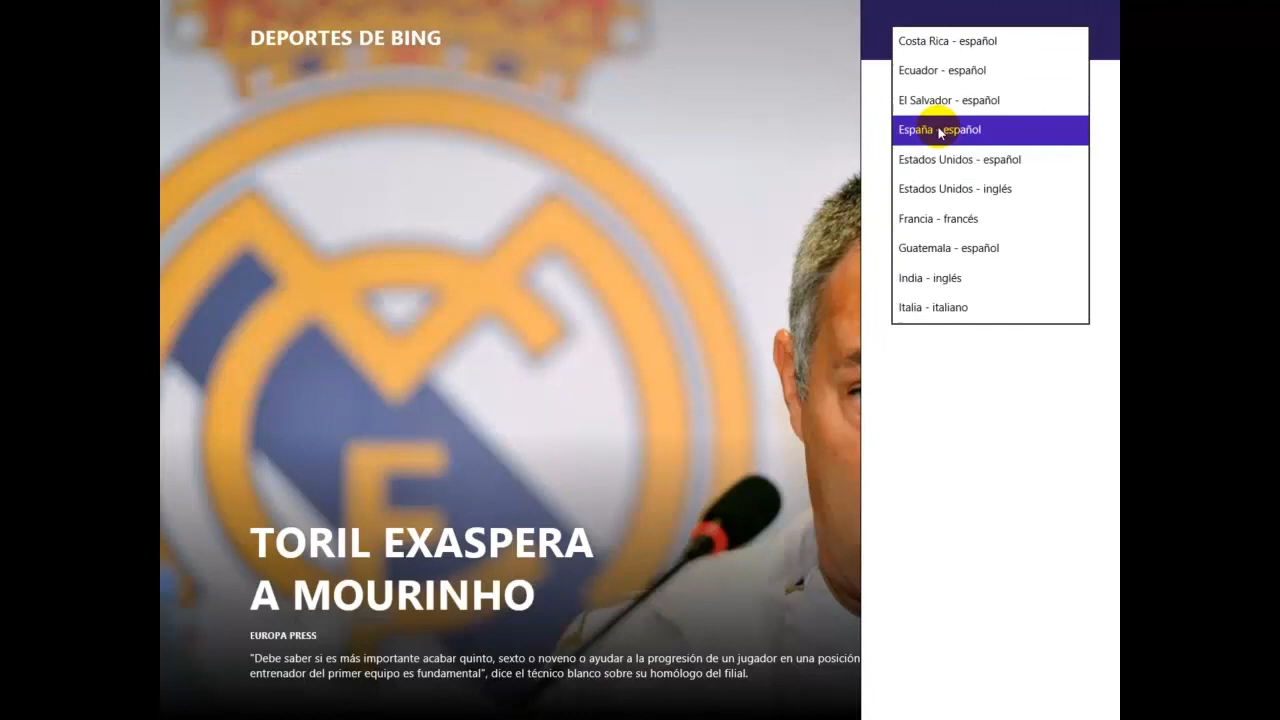 DEPORTES DE BING
TORIL EXASPERA
A MOURINHO
EUROPA PRESS
"Debe saber si es más importante acabar quinto, sexto o noveno o ayudar a la progresión de un jugador en una posición
entrenador del primer equipo es fundamental", dice el técnico blanco sobre su homólogo del filial.
Costa Rica - español
Ecuador - español
El Salvador - español
España - español
Estados Unidos - español
Estados Unidos - inglés
Francia - francés
Guatemala - español
India - inglés
Italia - italiano